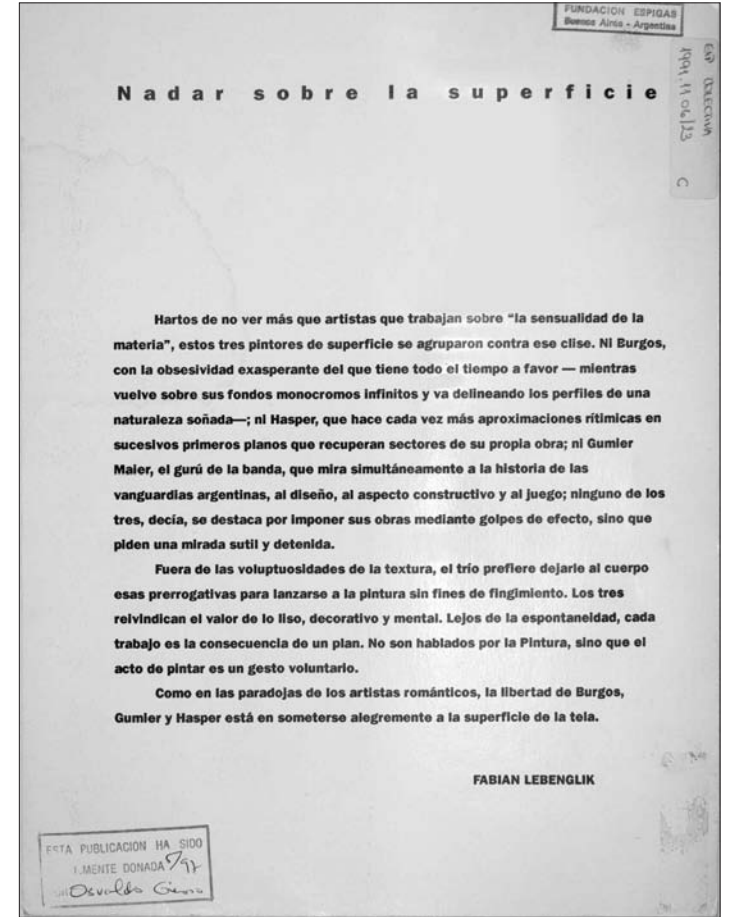 FUNDACION ESPIGAS
Buenos Aires - Argentina
EXP COLECTIVA
1991.11 06/23 C
Nadar sobre la superficie
Hartos de no ver más que artistas que trabajan sobre "la sensualidad de la
materia", estos tres pintores de superficie se agruparon contra ese clise. Ni Burgos,
con la obsesividad exasperante del que tiene todo el tiempo a favor — mientras
vuelve sobre sus fondos monocromos infinitos y va delineando los perfiles de una
naturaleza soñada—; ni Hasper, que hace cada vez más aproximaciones rítimicas en
sucesivos primeros planos que recuperan sectores de su propia obra; ni Gumier
Maier, el gurú de la banda, que mira simultáneamente a la historia de las
vanguardias argentinas, al diseño, al aspecto constructivo y al juego; ninguno de los
tres, decía, se destaca por imponer sus obras mediante golpes de efecto, sino que
piden una mirada sutil y detenida.
Fuera de las voluptuosidades de la textura, el trío prefiere dejarle al cuerpo
esas prerrogativas para lanzarse a la pintura sin fines de fingimiento. Los tres
reivindican el valor de lo liso, decorativo y mental. Lejos de la espontaneidad, cada
trabajo es la consecuencia de un plan. No son hablados por la Pintura, sino que el
acto de pintar es un gesto voluntario.
Como en las paradojas de los artistas románticos, la libertad de Burgos,
Gumier y Hasper está en someterse alegremente a la superficie de la tela.
FABIAN LEBENGLIK
ESTA PUBLICACION HA SIDO
MENTE DONADA
Osvaldo